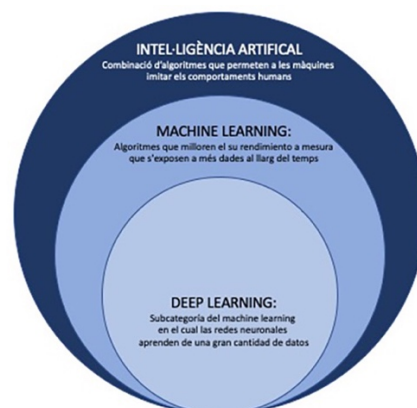 INTEL·LIGÈNCIA ARTIFICAL
Combinació d'algoritmes que permeten a les màquines
imitar els comportaments humans
MACHINE LEARNING:
Algoritmes que milloren el su rendimiento a mesura
que s'exposen a més dades al llarg del temps
DEEP LEARNING:
Subcategoría del machine learning
en el cual las redes neuronales
aprenden de una gran cantidad de datos